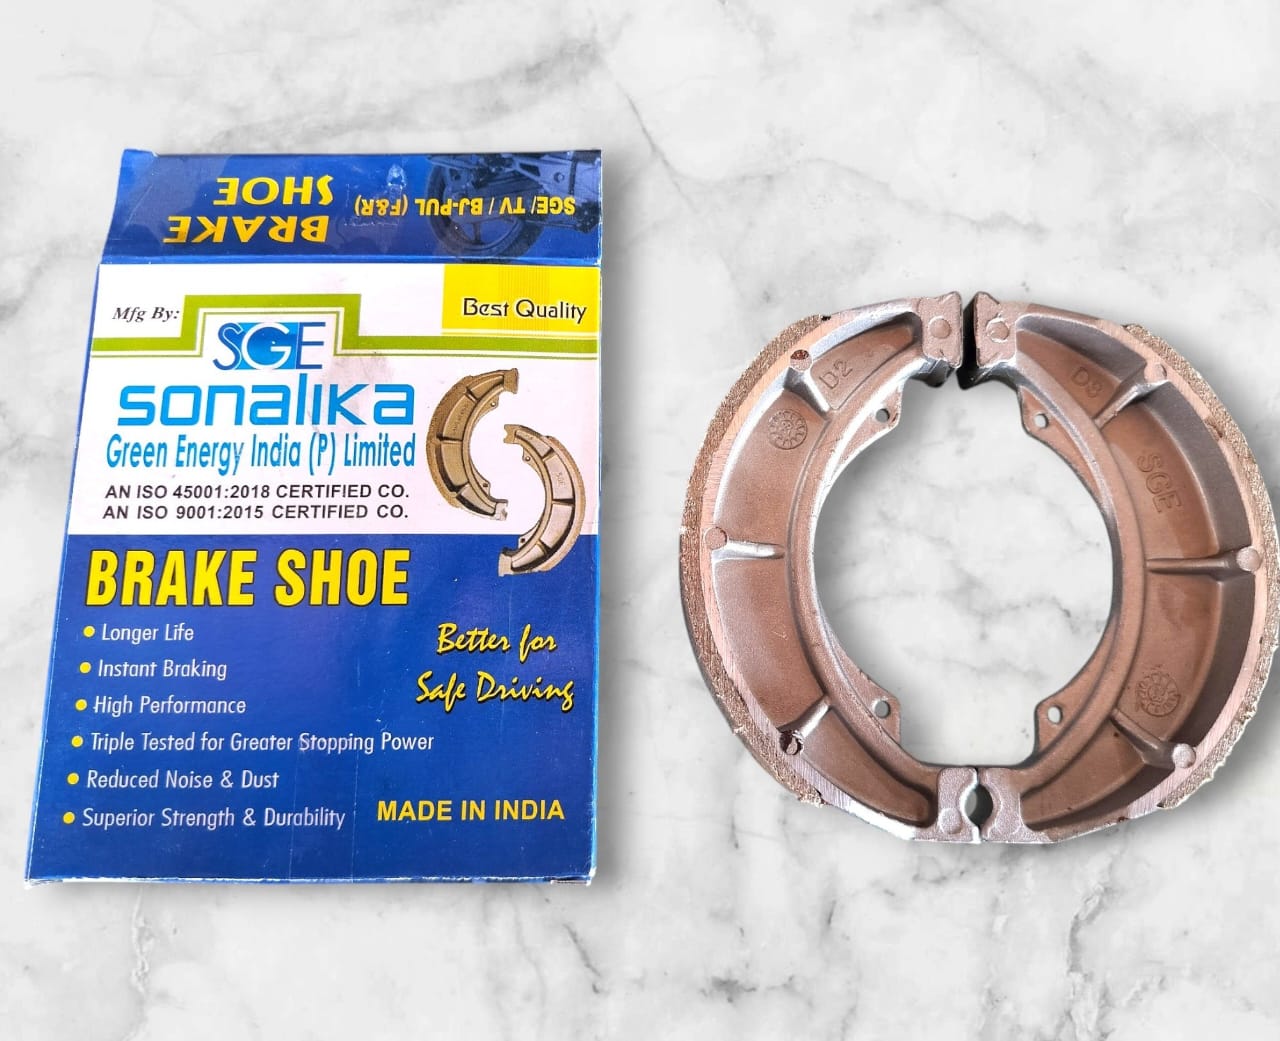 BRAKE
SHOE
SGE/ TV / BJ-PUL (F&R)
Mfg By:
SGE
Best Quality
sonalika
Green Energy India (P) Limited
AN ISO 45001:2018 CERTIFIED CO.
AN ISO 9001:2015 CERTIFIED CO.
BRAKE SHOE
Longer Life
Instant Braking
High Performance
Triple Tested for Greater Stopping Power
Reduced Noise & Dust
Superior Strength & Durability
Better for
Safe Driving
MADE IN INDIA
D2
D3
SGE